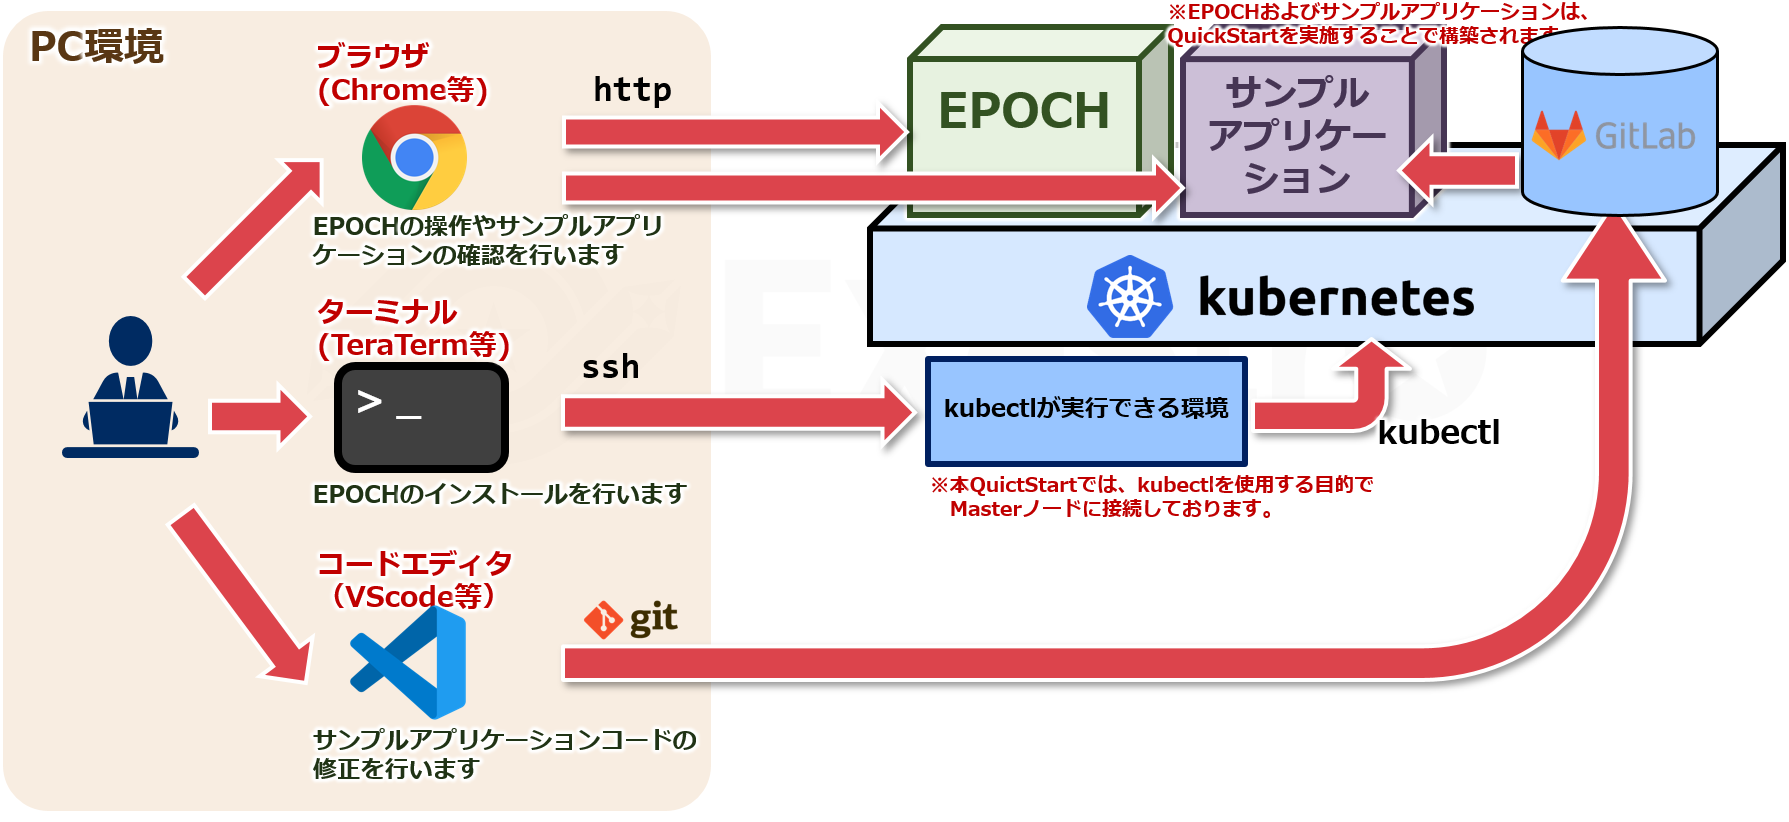 PC環境
ブラウザ
(Chrome等)
http
EPOCHの操作やサンプルアプリ
ケーションの確認を行います
ターミナル
(TeraTerm等)
ssh
>_
EPOCHのインストールを行います
コードエディタ
（VScode等）
git
サンプルアプリケーションコードの
修正を行います
※EPOCHおよびサンプルアプリケーションは、
QuickStartを実施することで構築されます
EPOCH
サンプル
アプリケー
ション
GitLab
kubernetes
kubectlが実行できる環境
kubectl
※本QuictStartでは、kubectlを使用する目的で
Masterノードに接続しております。